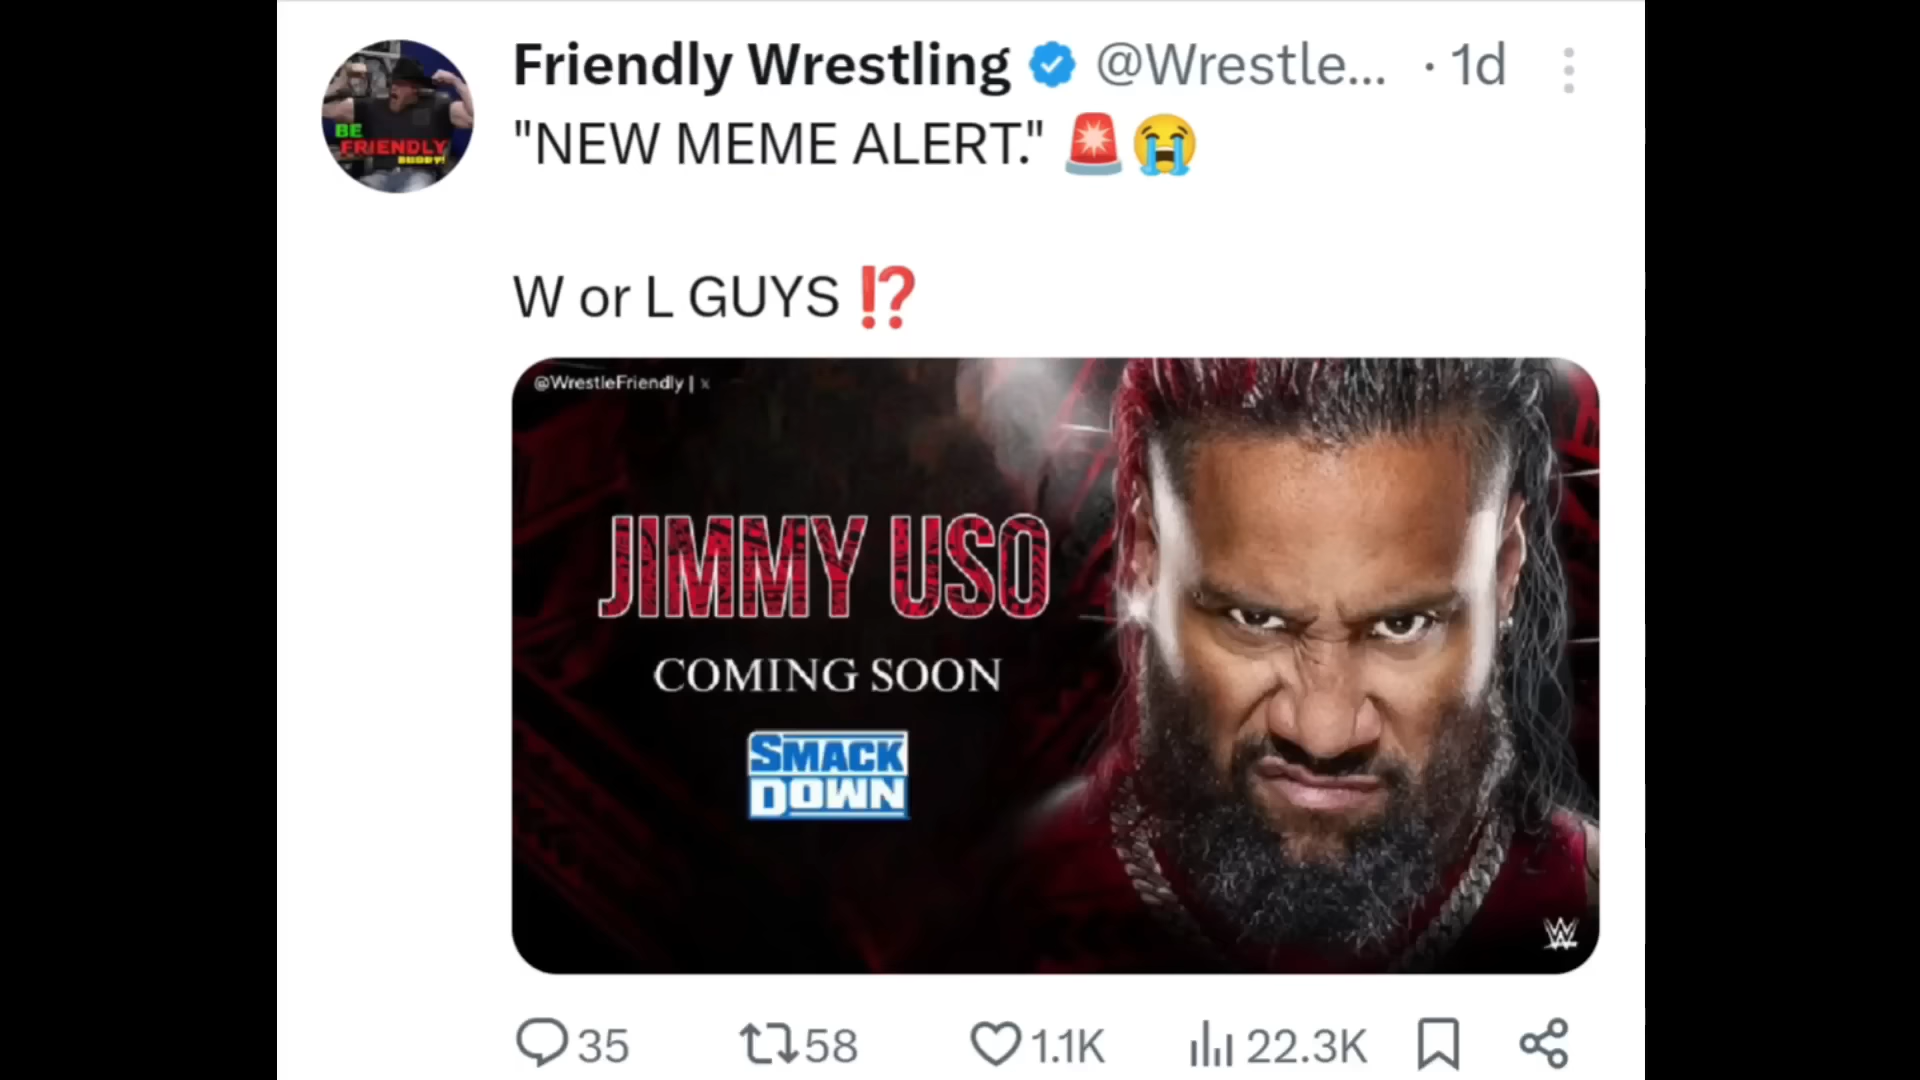 Friendly Wrestling @Wrestle... · 1d
"NEW MEME ALERT." 🚨😭
W or L GUYS ⁉️
BE
FRIENDLY
BUDDY!
@WrestleFriendly | X
JIMMY USO
COMING SOON
SMACK
DOWN
W
35 58 1.1K 22.3K